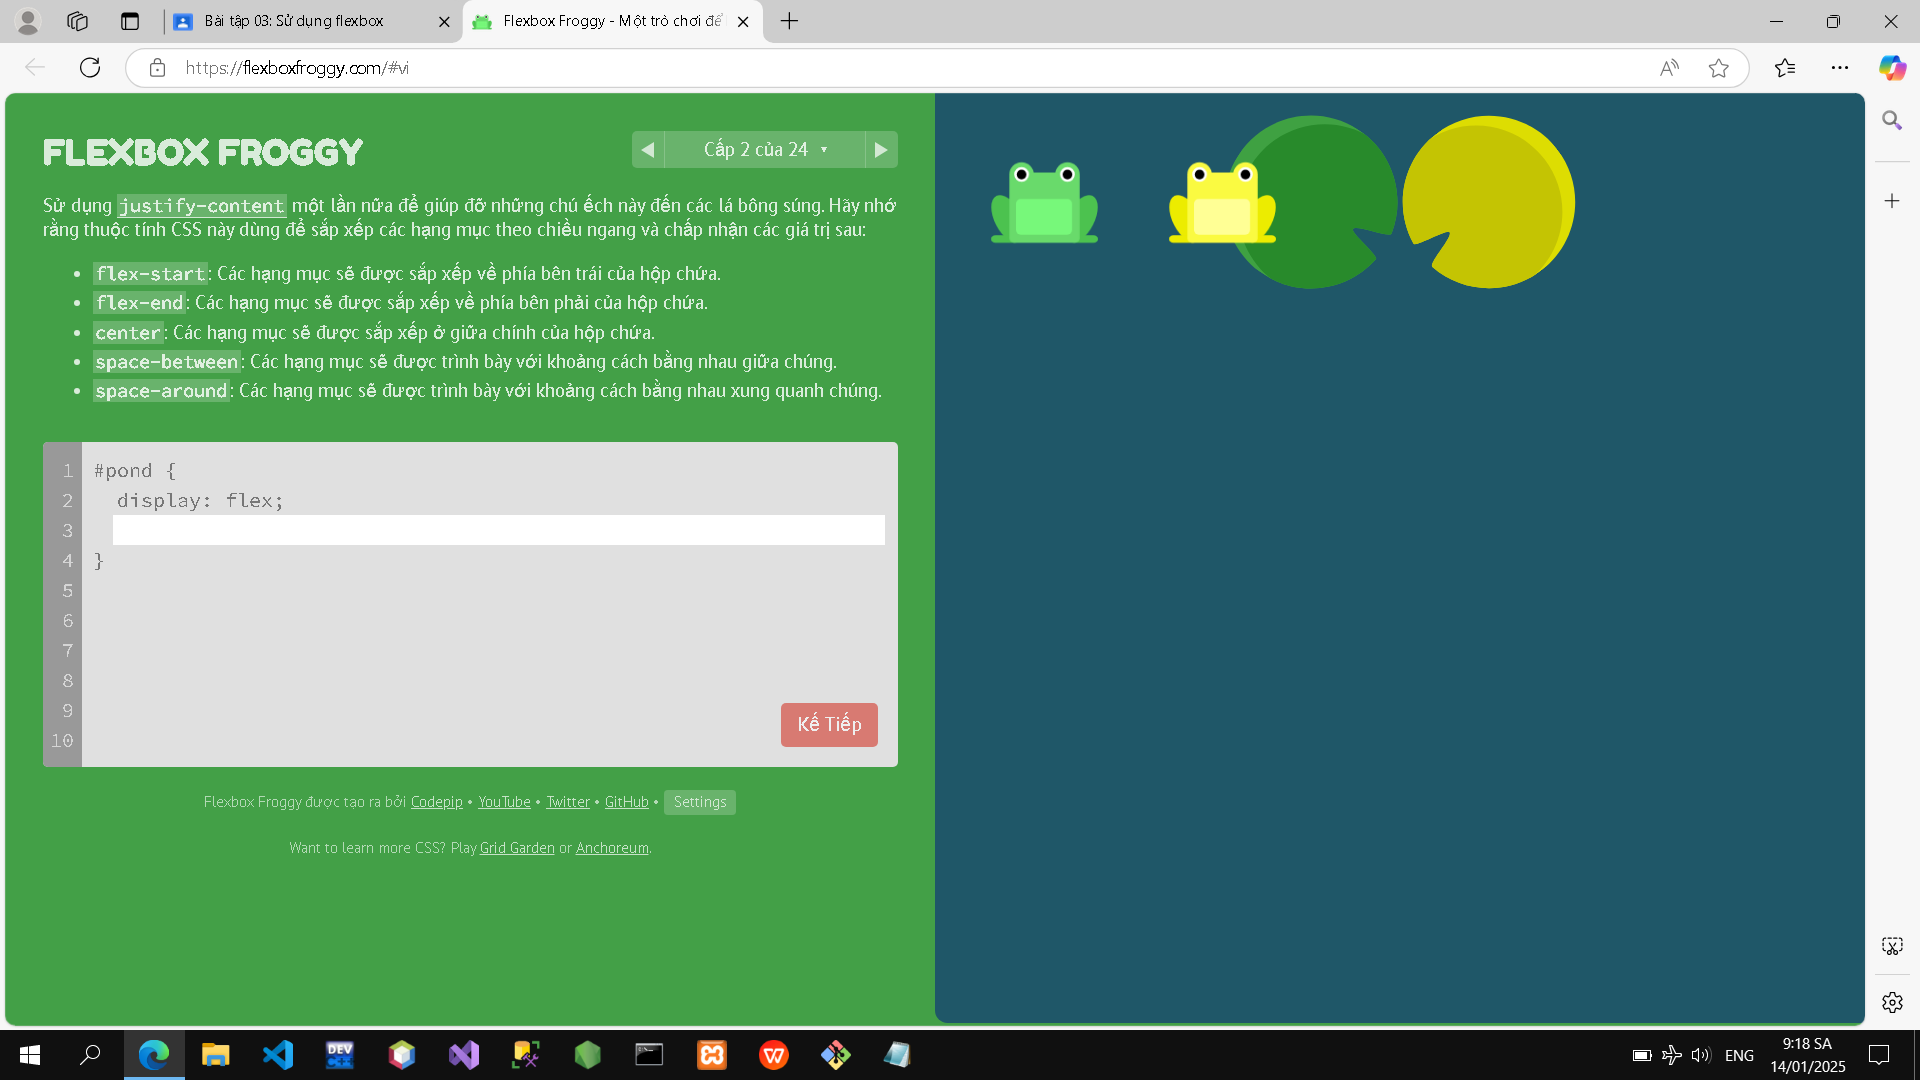 Bài tập 03: Sử dụng flexbox
Flexbox Froggy - Một trò chơi để
https://flexboxfroggy.com/#vi
FLEXBOX FROGGY
Cấp 2 của 24
Sử dụng justify-content một lần nữa để giúp đỡ những chú ếch này đến các lá bông súng. Hãy nhớ
rằng thuộc tính CSS này dùng để sắp xếp các hạng mục theo chiều ngang và chấp nhận các giá trị sau:
• flex-start: Các hạng mục sẽ được sắp xếp về phía bên trái của hộp chứa.
• flex-end: Các hạng mục sẽ được sắp xếp về phía bên phải của hộp chứa.
• center: Các hạng mục sẽ được sắp xếp ở giữa chính của hộp chứa.
• space-between: Các hạng mục sẽ được trình bày với khoảng cách bằng nhau giữa chúng.
• space-around: Các hạng mục sẽ được trình bày với khoảng cách bằng nhau xung quanh chúng.
1 #pond {
2 display: flex;
3
4 }
5
6
7
8
9
10
Kế Tiếp
Flexbox Froggy được tạo ra bởi Codepip • YouTube • Twitter • GitHub • Settings
Want to learn more CSS? Play Grid Garden or Anchoreum.
DEV
C++
ENG
9:18 SA
14/01/2025